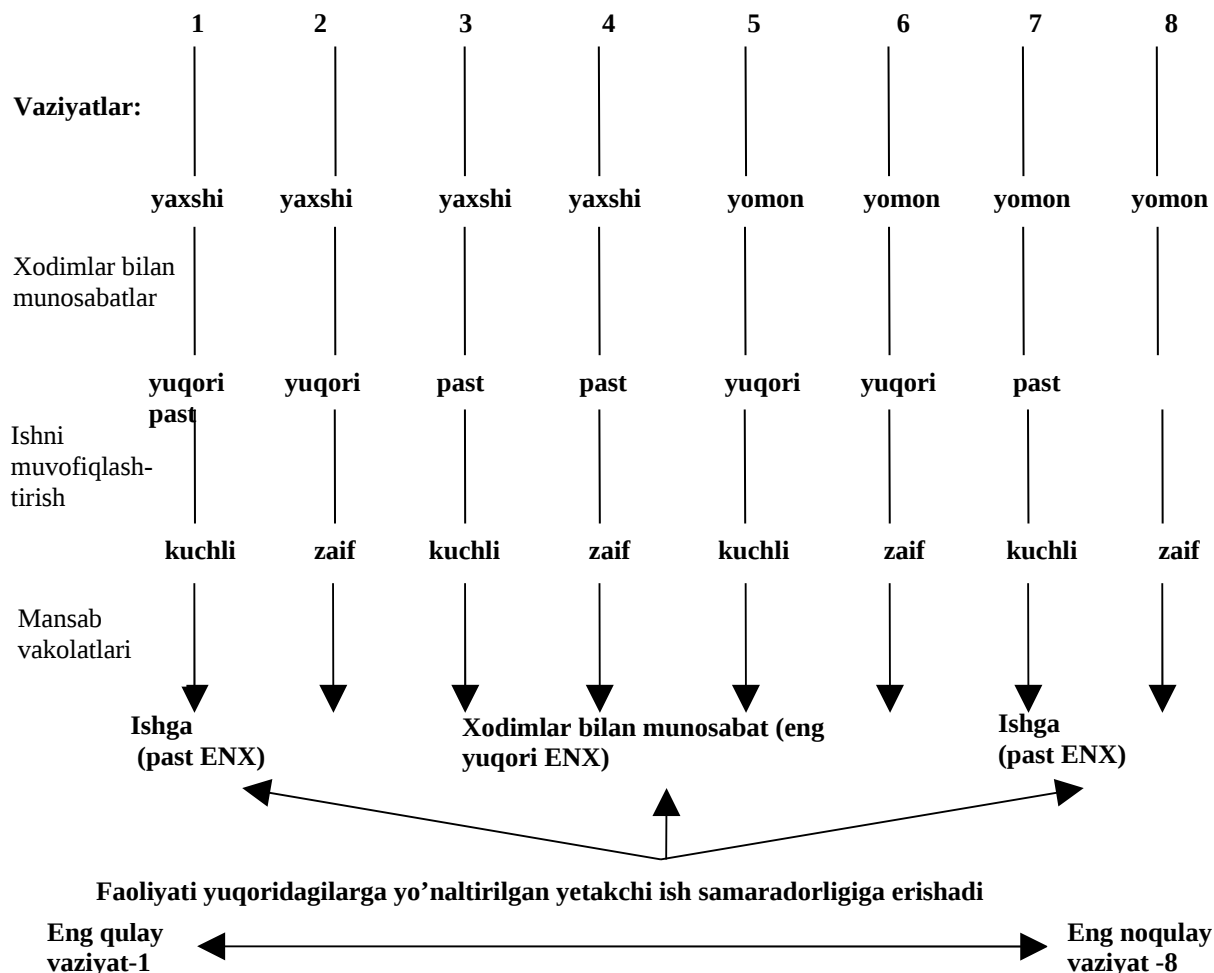 1 2 3 4 5 6 7 8
Vaziyatlar:
yaxshi yaxshi yaxshi yaxshi yomon yomon yomon yomon
Xodimlar bilan
munosabatlar
yuqori yuqori past past yuqori yuqori past
past
Ishni
muvofiqlash-
tirish
kuchli zaif kuchli zaif kuchli zaif kuchli zaif
Mansab
vakolatlari
Ishga
(past ENX)
Xodimlar bilan munosabat (eng
yuqori ENX)
Ishga
(past ENX)
Faoliyati yuqoridagilarga yo’naltirilgan yetakchi ish samaradorligiga erishadi
Eng qulay
vaziyat-1
Eng noqulay
vaziyat -8